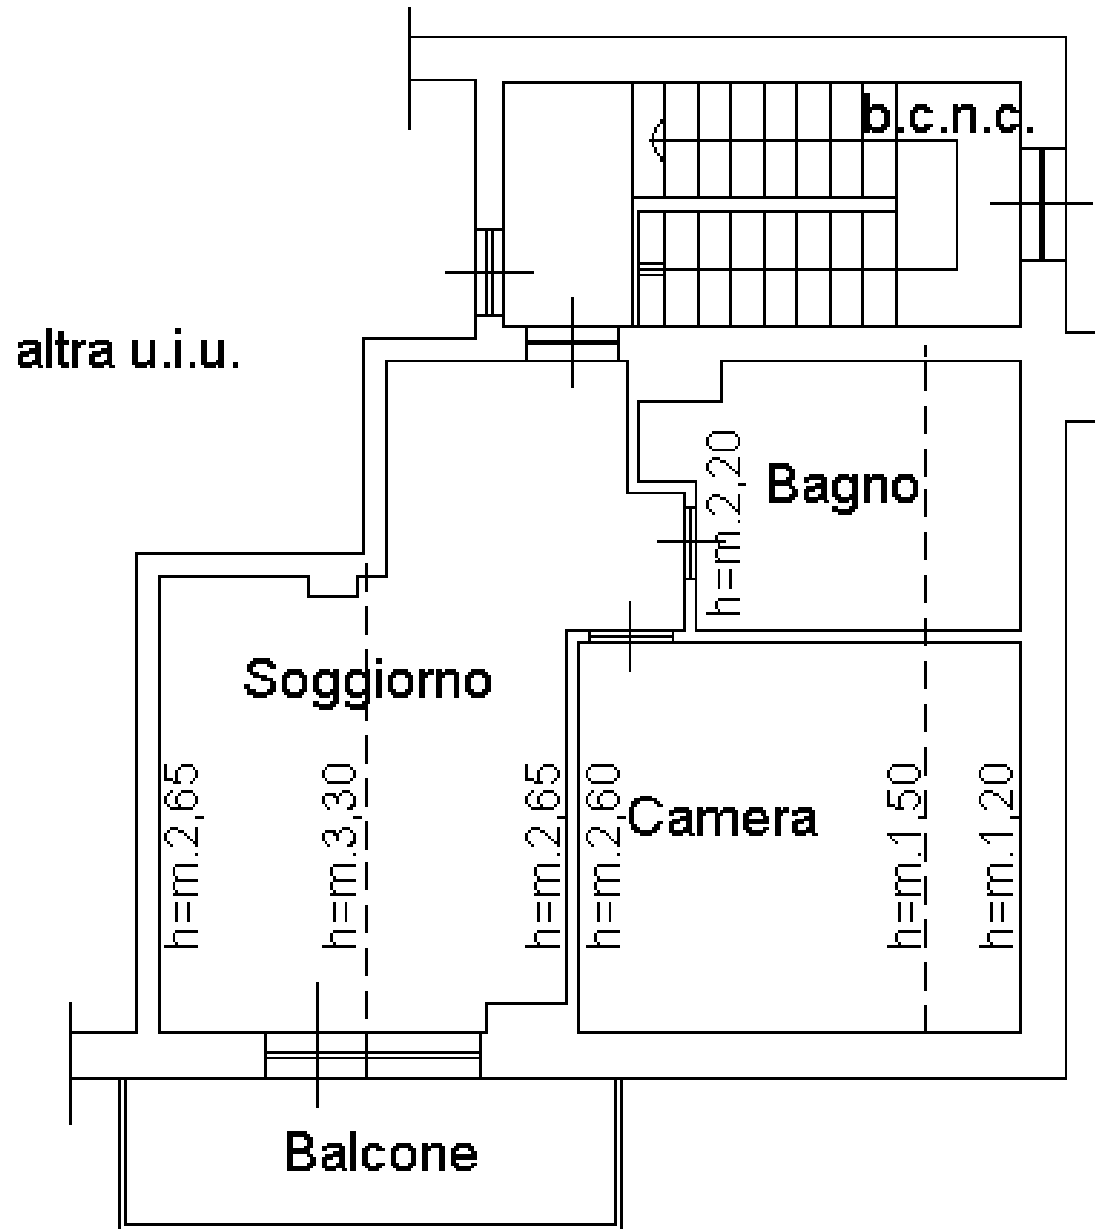 b.c.n.c.
altra u.i.u.
h=m.2,20
Bagno
Soggiorno
h=m.2,65
h=m.3,30
h=m.2,65
h=m.2,60
Camera
h=m.1,50
h=m.1,20
Balcone